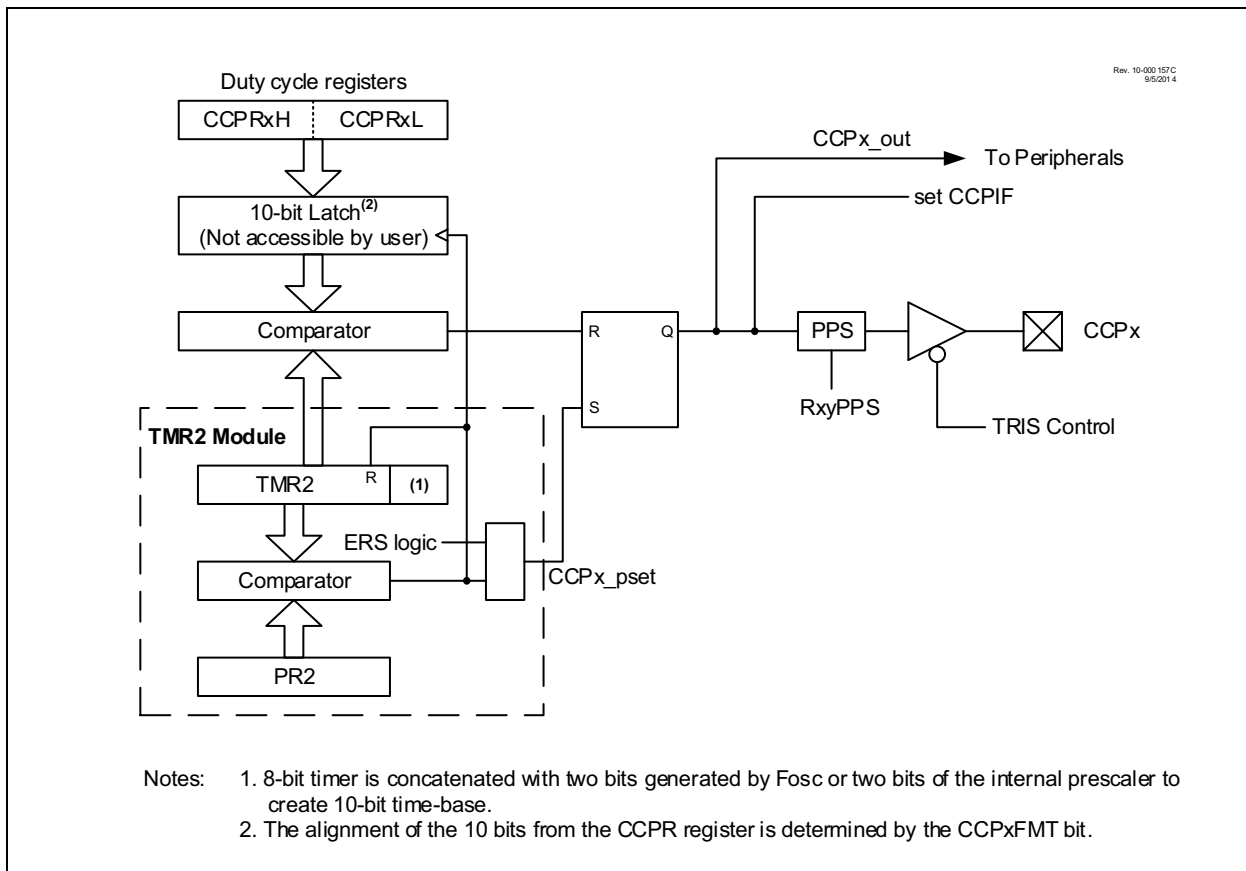 Rev. 10-000 157C
9/5/201 4
Duty cycle registers
CCPRxH CCPRxL
CCPx_out
To Peripherals
set CCPIF
10-bit Latch(2)
(Not accessible by user)
Comparator
R Q
PPS
CCPx
RxyPPS
S
TRIS Control
TMR2 Module
TMR2 R (1)
ERS logic
Comparator
CCPx_pset
PR2
Notes: 1. 8-bit timer is concatenated with two bits generated by Fosc or two bits of the internal prescaler to
create 10-bit time-base.
2. The alignment of the 10 bits from the CCPR register is determined by the CCPxFMT bit.